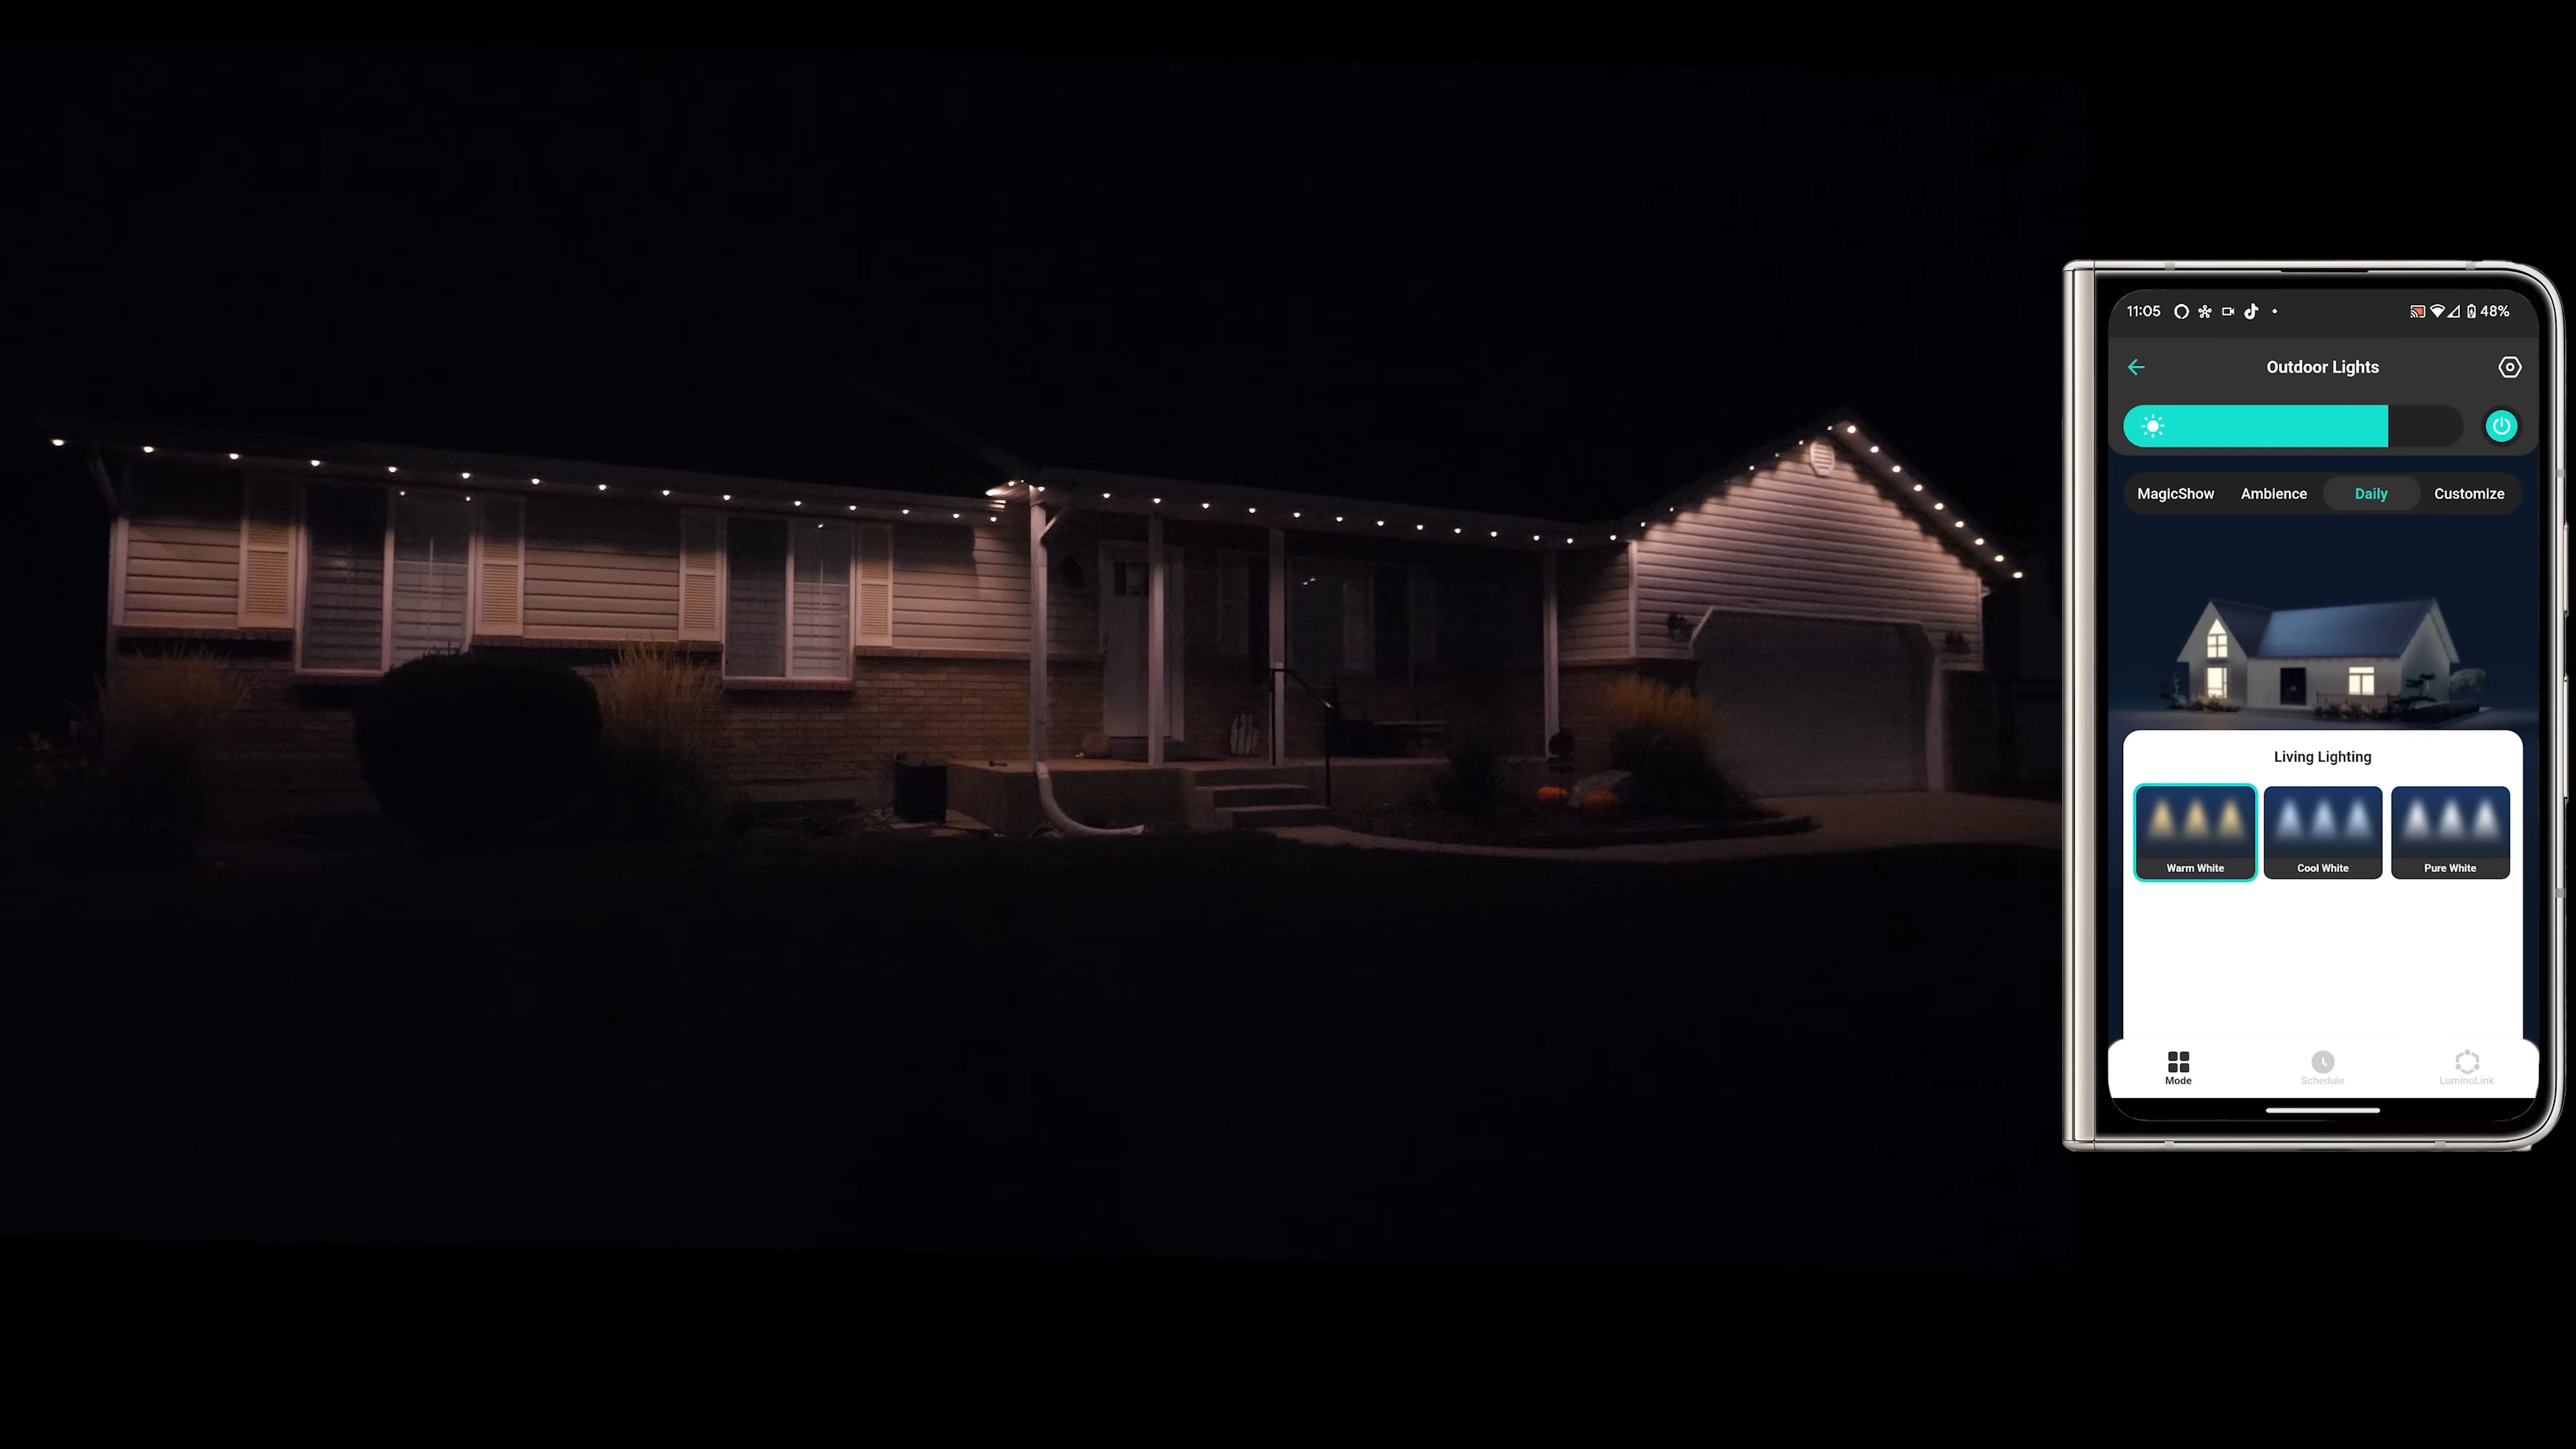 11:05 48%
Outdoor Lights
MagicShow Ambience Daily Customize
Living Lighting
Warm White Cool White Pure White
Mode Schedule LuminoLink